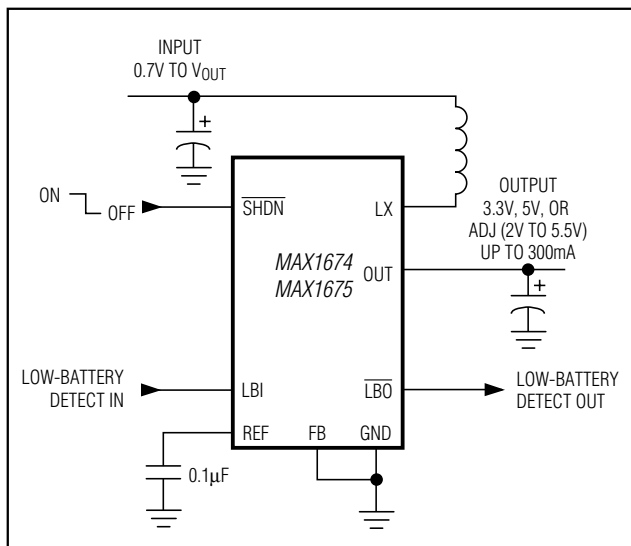 INPUT
0.7V TO VOUT
+
ON
OFF
SHDN
LX
OUTPUT
3.3V, 5V, OR
ADJ (2V TO 5.5V)
UP TO 300mA
MAX1674
MAX1675
OUT
+
LOW-BATTERY
DETECT IN
LBI
LBO
LOW-BATTERY
DETECT OUT
REF
FB
GND
0.1µF